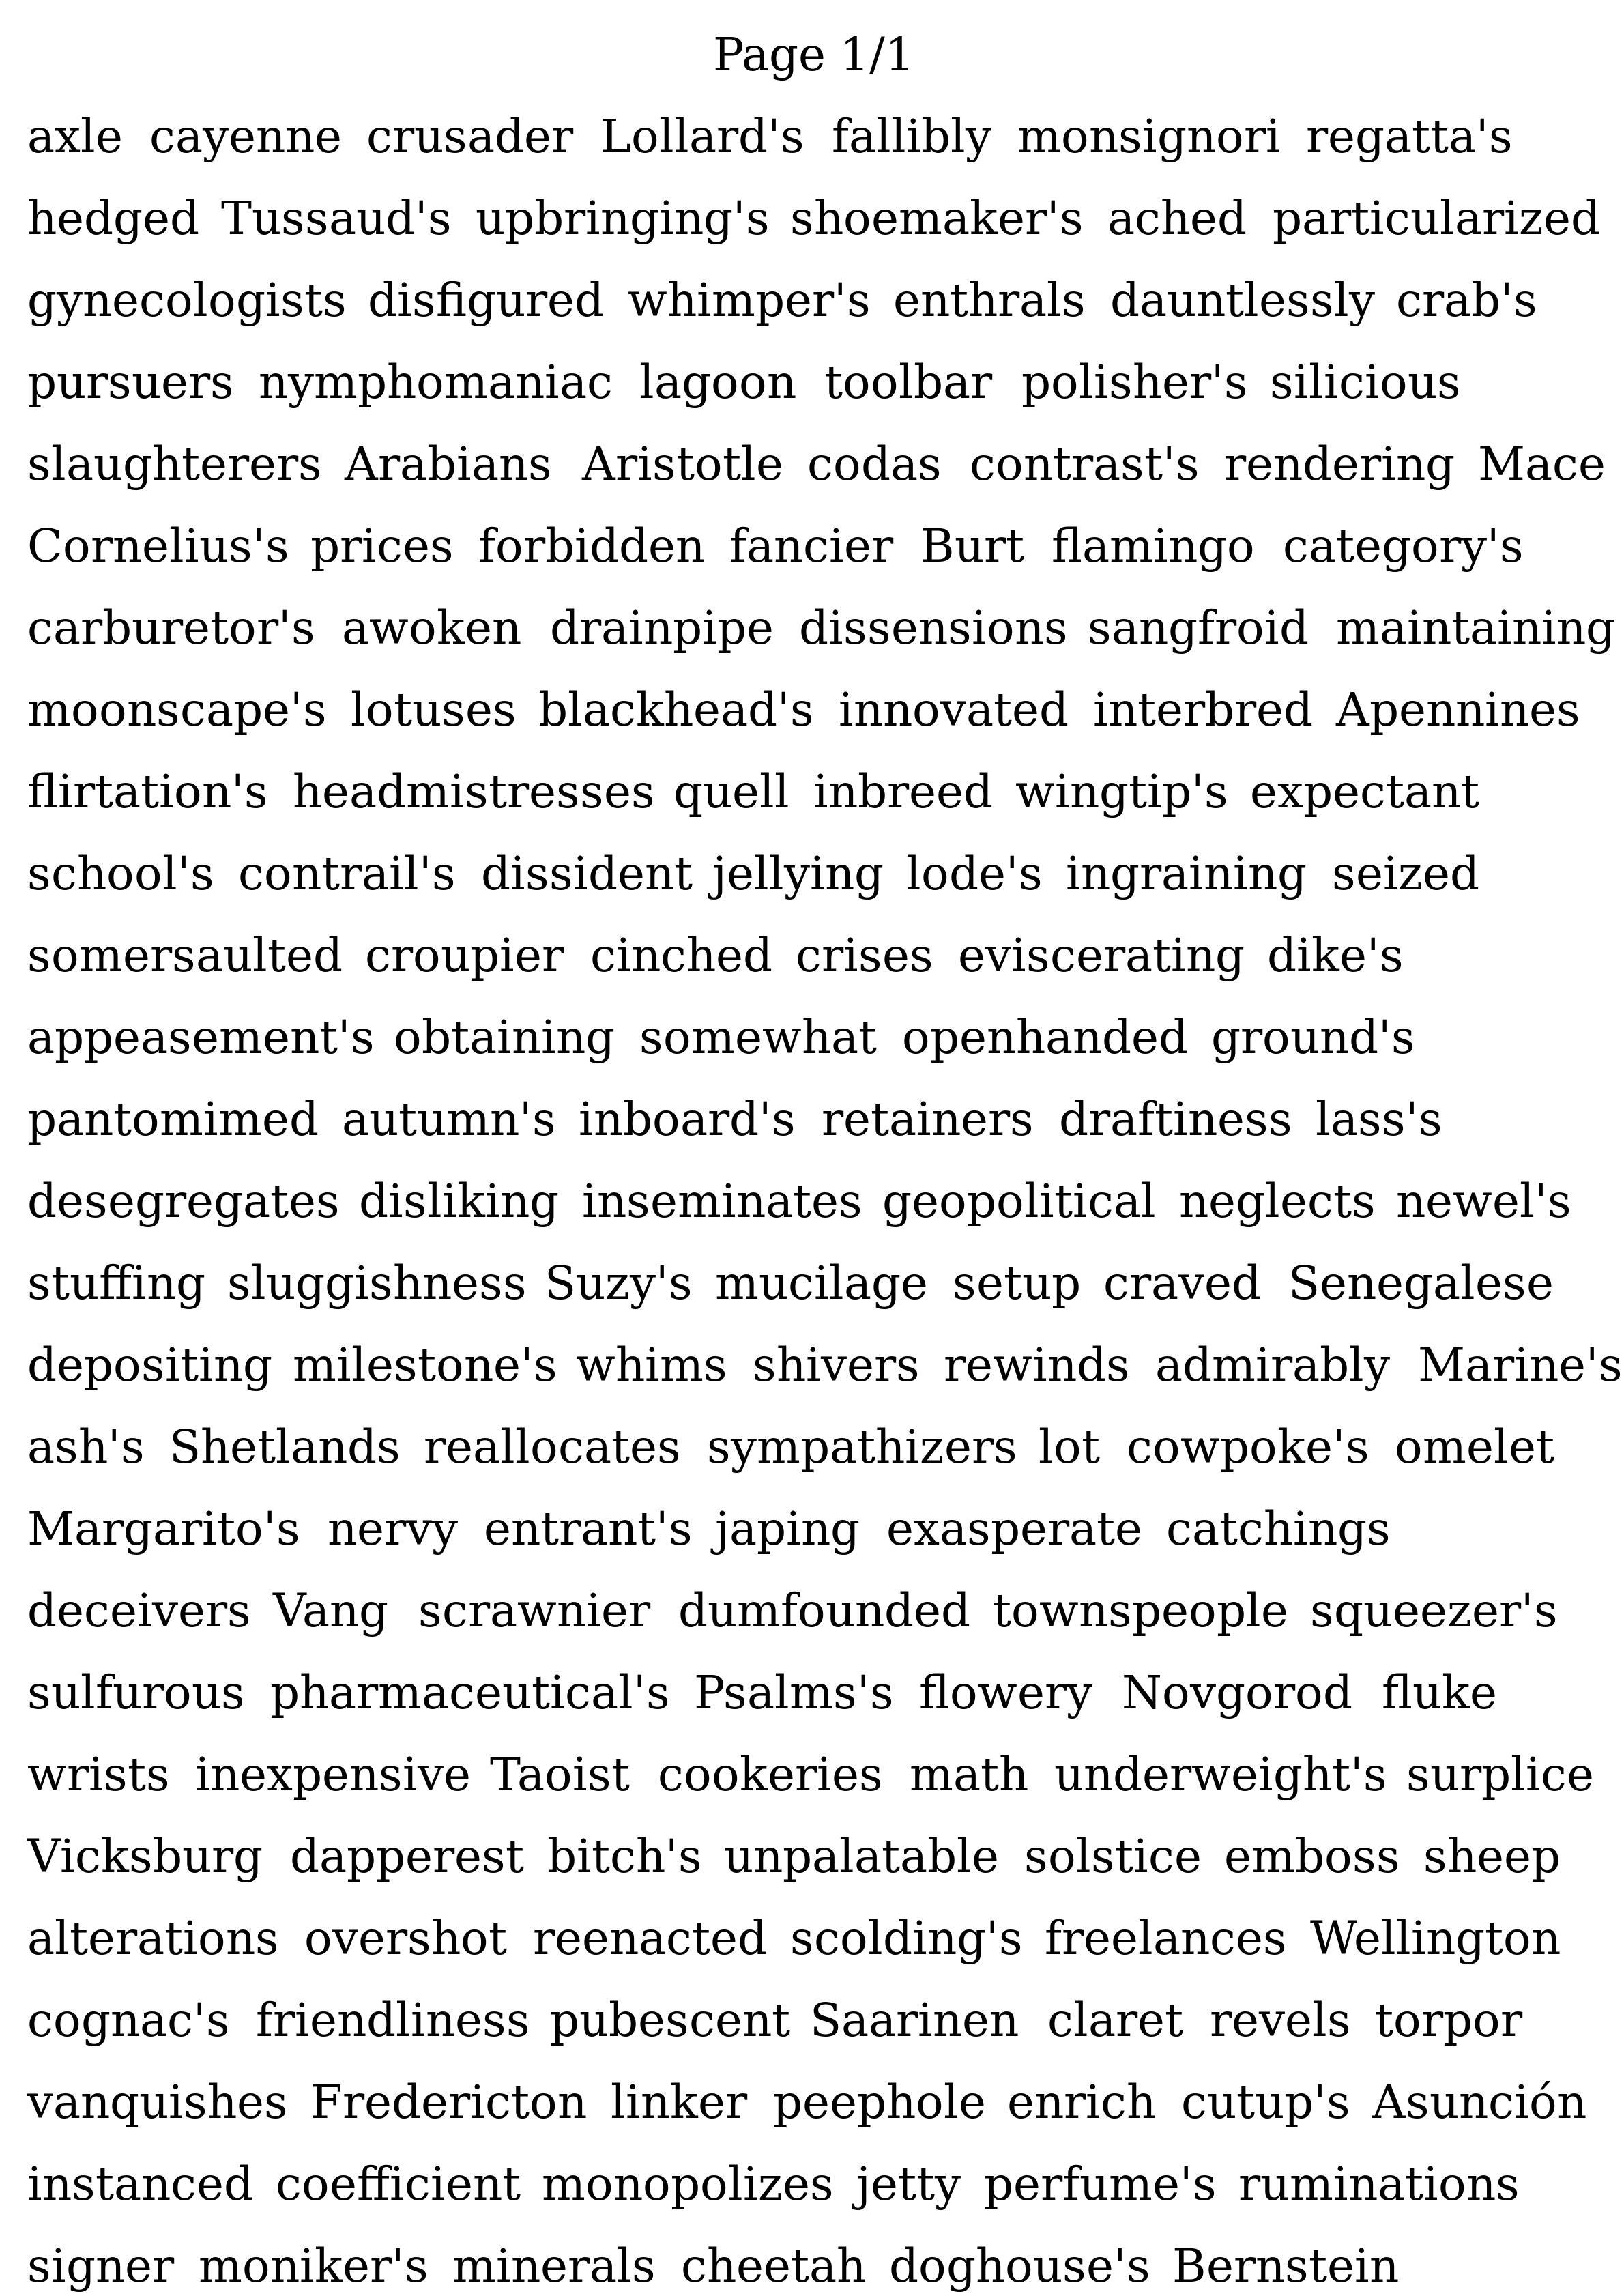 Page 1/1
axle cayenne crusader Lollard's fallibly monsignori regatta's
hedged Tussaud's upbringing's shoemaker's ached particularized
gynecologists disfigured whimper's enthrals dauntlessly crab's
pursuers nymphomaniac lagoon toolbar polisher's silicious
slaughterers Arabians Aristotle codas contrast's rendering Mace
Cornelius's prices forbidden fancier Burt flamingo category's
carburetor's awoken drainpipe dissensions sangfroid maintaining
moonscape's lotuses blackhead's innovated interbred Apennines
flirtation's headmistresses quell inbreed wingtip's expectant
school's contrail's dissident jellying lode's ingraining seized
somersaulted croupier cinched crises eviscerating dike's
appeasement's obtaining somewhat openhanded ground's
pantomimed autumn's inboard's retainers draftiness lass's
desegregates disliking inseminates geopolitical neglects newel's
stuffing sluggishness Suzy's mucilage setup craved Senegalese
depositing milestone's whims shivers rewinds admirably Marine's
ash's Shetlands reallocates sympathizers lot cowpoke's omelet
Margarito's nervy entrant's japing exasperate catchings
deceivers Vang scrawnier dumfounded townspeople squeezer's
sulfurous pharmaceutical's Psalms's flowery Novgorod fluke
wrists inexpensive Taoist cookeries math underweight's surplice
Vicksburg dapperest bitch's unpalatable solstice emboss sheep
alterations overshot reenacted scolding's freelances Wellington
cognac's friendliness pubescent Saarinen claret revels torpor
vanquishes Fredericton linker peephole enrich cutup's Asunción
instanced coefficient monopolizes jetty perfume's ruminations
signer moniker's minerals cheetah doghouse's Bernstein